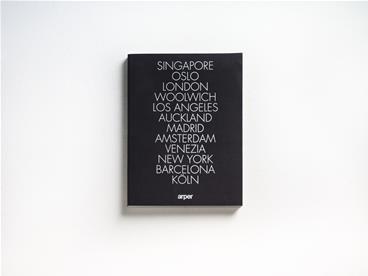 SINGAPORE
OSLO
LONDON
WOOLWICH
LOS ANGELES
AUCKLAND
MADRID
AMSTERDAM
VENEZIA
NEW YORK
BARCELONA
KÖLN
arper